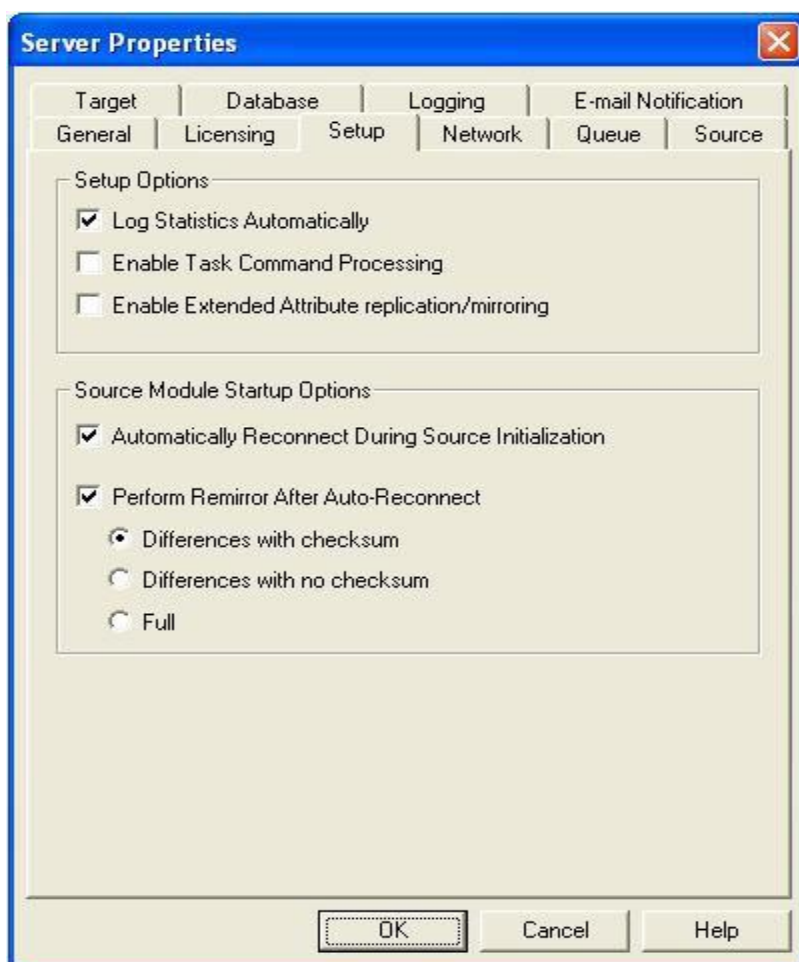 Server Properties
Target Database Logging E-mail Notification
General Licensing Setup Network Queue Source
Setup Options
Log Statistics Automatically
Enable Task Command Processing
Enable Extended Attribute replication/mirroring
Source Module Startup Options
Automatically Reconnect During Source Initialization
Perform Remirror After Auto-Reconnect
Differences with checksum
Differences with no checksum
Full
OK Cancel Help